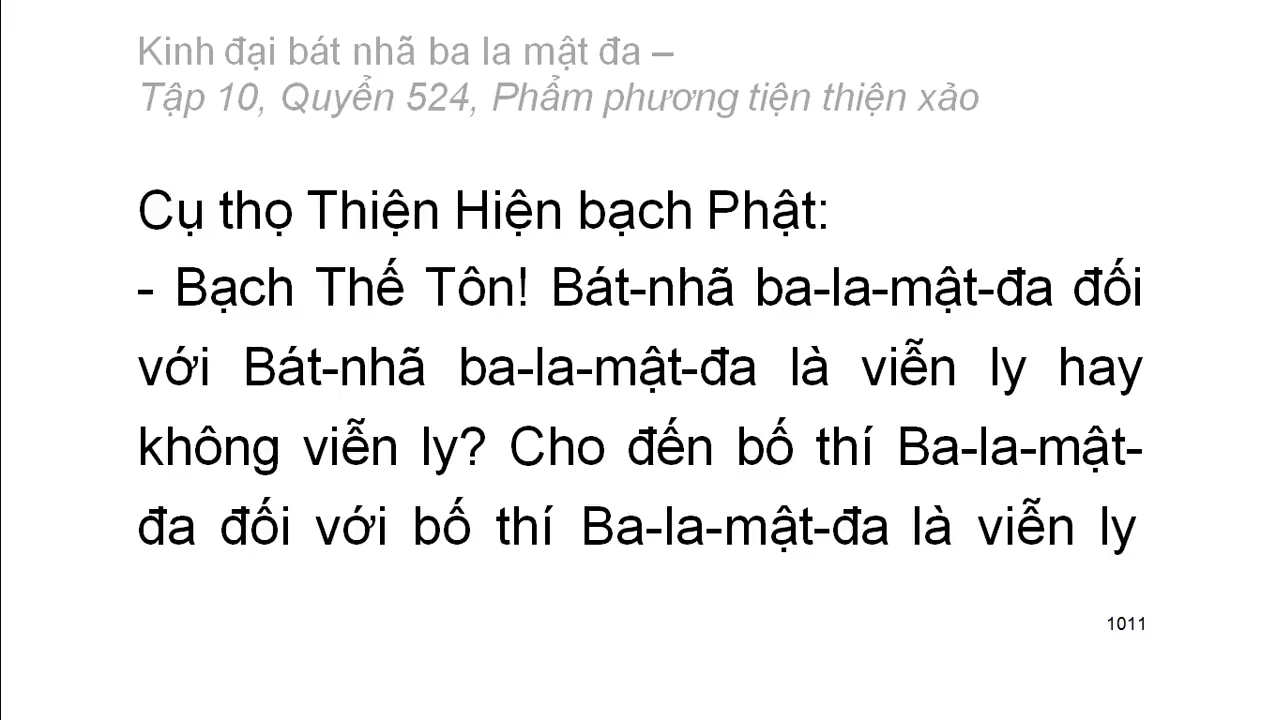 Kinh đại bát nhã ba la mật đa –
Tập 10, Quyển 524, Phẩm phương tiện thiện xảo
Cụ thọ Thiện Hiện bạch Phật:
- Bạch Thế Tôn! Bát-nhã ba-la-mật-đa đối
với Bát-nhã ba-la-mật-đa là viễn ly hay
không viễn ly? Cho đến bố thí Ba-la-mật-
đa đối với bố thí Ba-la-mật-đa là viễn ly
1011